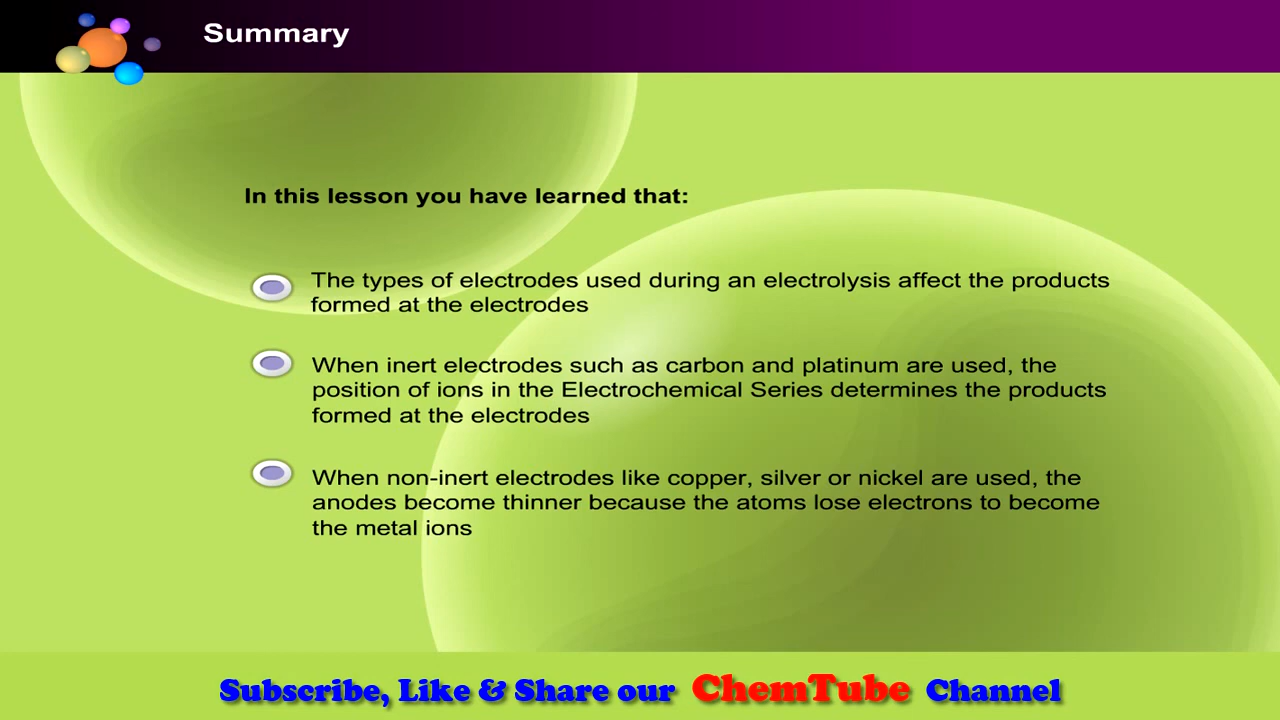 Summary
In this lesson you have learned that:
The types of electrodes used during an electrolysis affect the products
formed at the electrodes
When inert electrodes such as carbon and platinum are used, the
position of ions in the Electrochemical Series determines the products
formed at the electrodes
When non-inert electrodes like copper, silver or nickel are used, the
anodes become thinner because the atoms lose electrons to become
the metal ions
Subscribe, Like & Share our ChemTube Channel